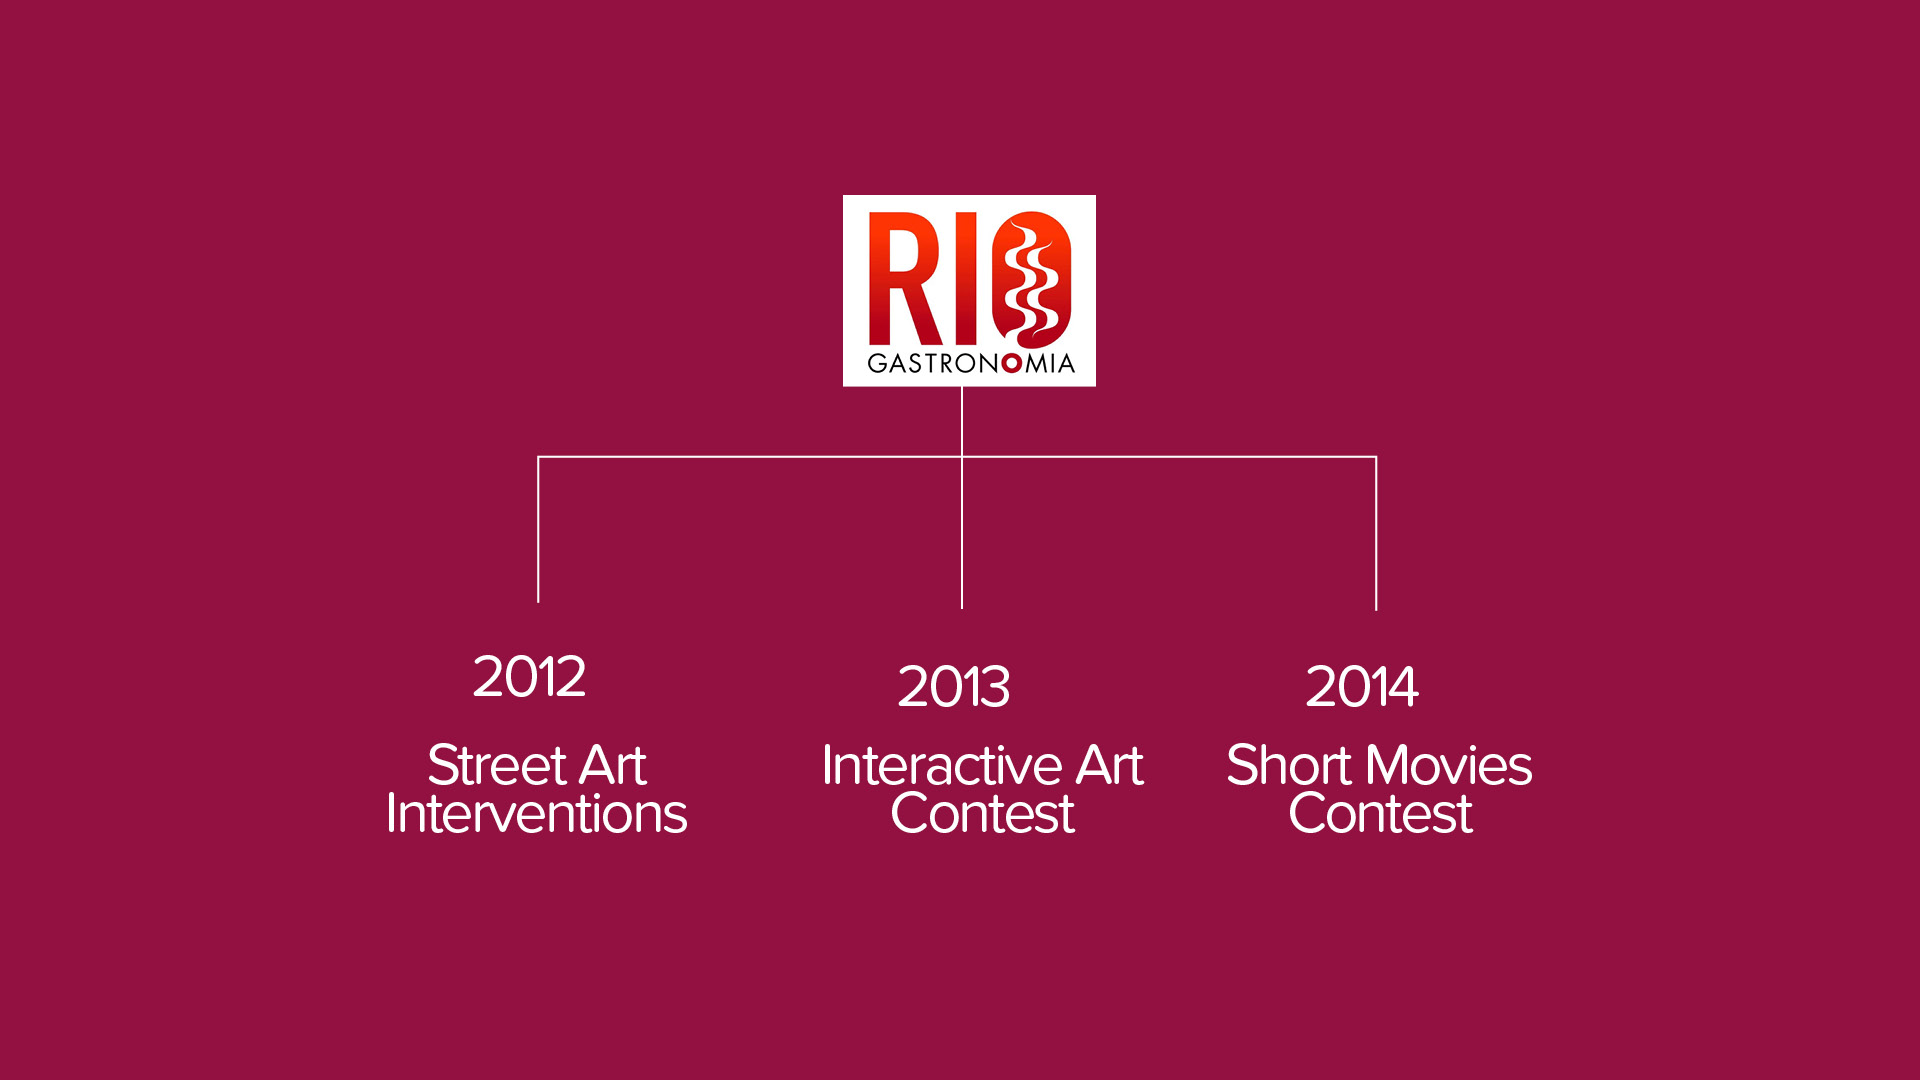 RIO
GASTRONOMIA
2012
Street Art
Interventions
2013
Interactive Art
Contest
2014
Short Movies
Contest